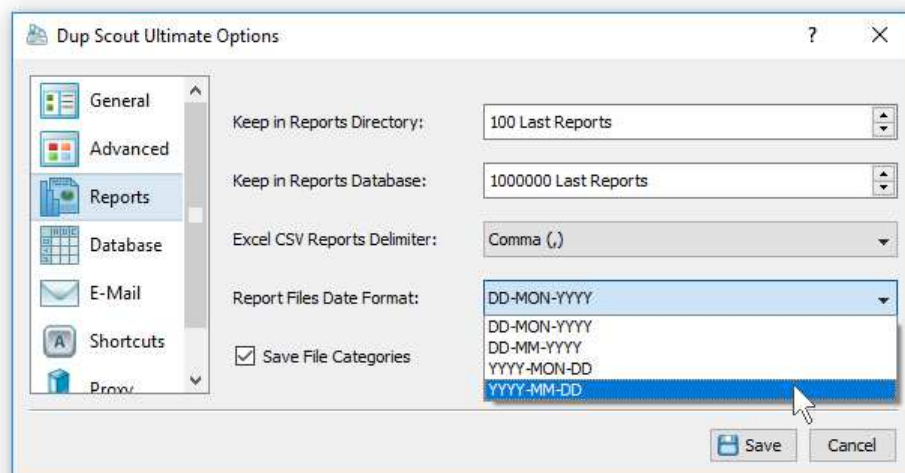 Dup Scout Ultimate Options
?
General
Advanced
Reports
Database
E-Mail
Shortcuts
Proxy
Keep in Reports Directory:
100 Last Reports
Keep in Reports Database:
1000000 Last Reports
Excel CSV Reports Delimiter:
Comma (,)
Report Files Date Format:
DD-MON-YYYY
DD-MON-YYYY
DD-MM-YYYY
YYYY-MON-DD
YYYY-MM-DD
Save File Categories
Save
Cancel